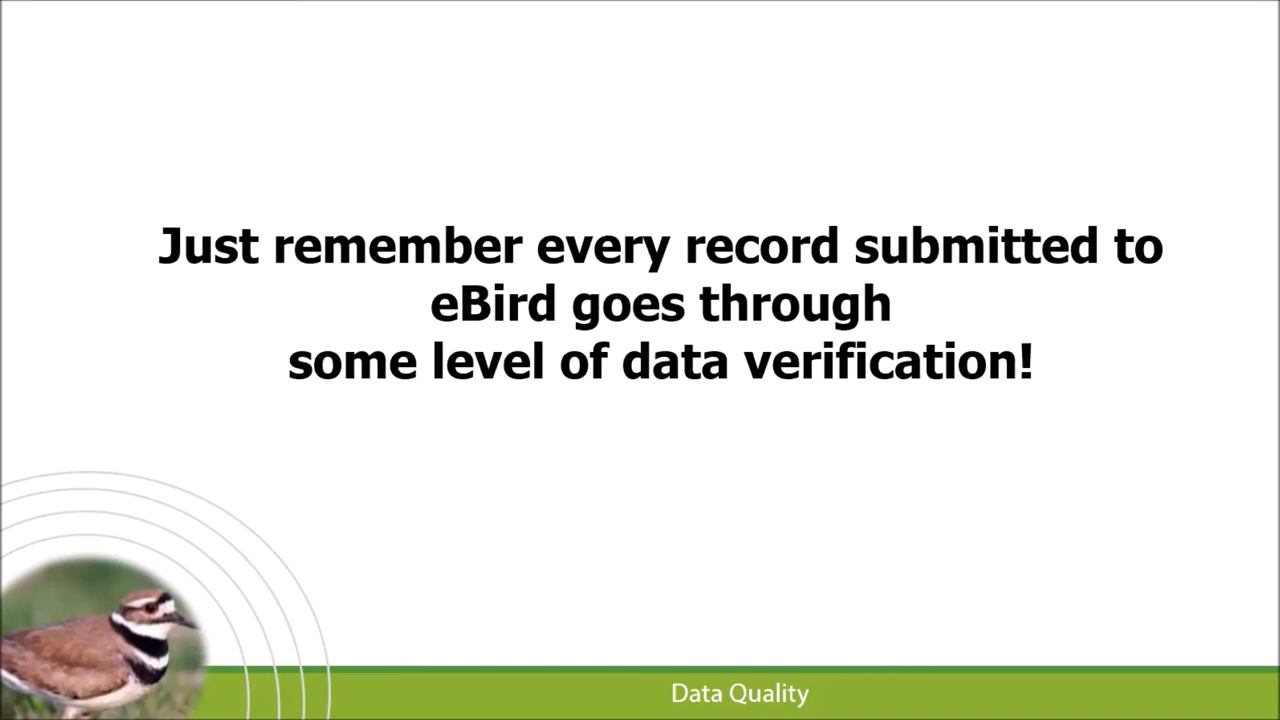 Just remember every record submitted to
eBird goes through
some level of data verification!
Data Quality